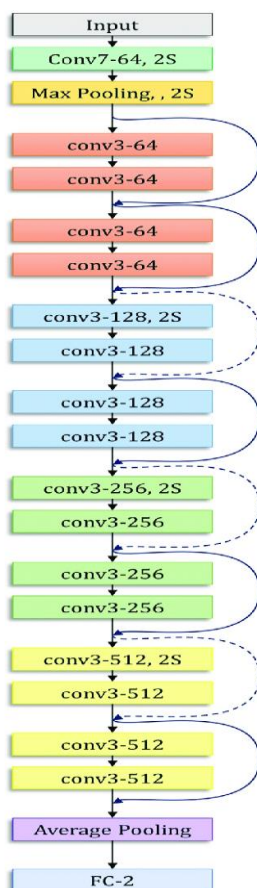 Input
Conv7-64, 2S
Max Pooling, , 2S
conv3-64
conv3-64
conv3-64
conv3-64
conv3-128, 2S
conv3-128
conv3-128
conv3-128
conv3-256, 2S
conv3-256
conv3-256
conv3-256
conv3-512, 2S
conv3-512
conv3-512
conv3-512
Average Pooling
FC-2